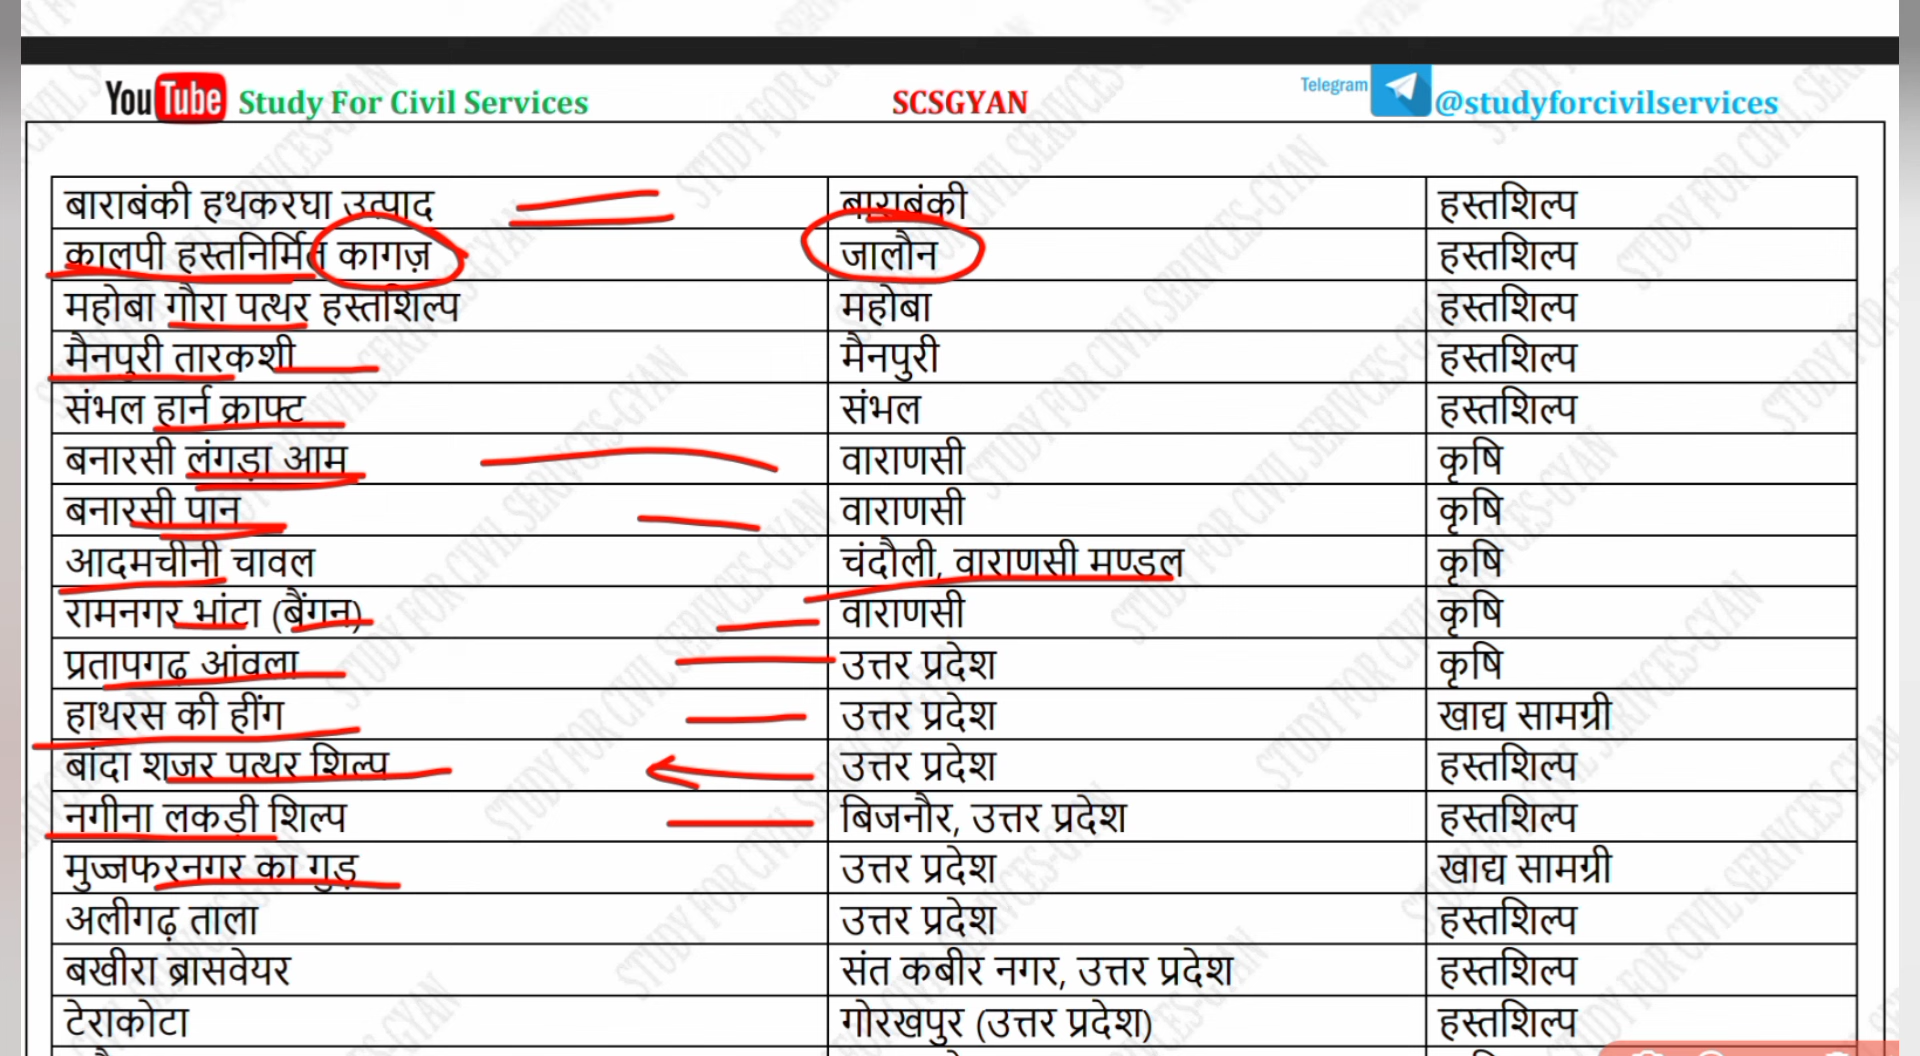 YouTube Study For Civil Services SCSGYAN Telegram @studyforcivilservices
बाराबंकी हथकरघा उत्पाद बाराबंकी हस्तशिल्प
कालपी हस्तनिर्मित कागज़ जालौन हस्तशिल्प
महोबा गौरा पत्थर हस्तशिल्प महोबा हस्तशिल्प
मैनपुरी तारकशी मैनपुरी हस्तशिल्प
संभल हार्न क्राफ्ट संभल हस्तशिल्प
बनारसी लंगड़ा आम वाराणसी कृषि
बनारसी पान वाराणसी कृषि
आदमचीनी चावल चंदौली, वाराणसी मण्डल कृषि
रामनगर भांटा (बैंगन) वाराणसी कृषि
प्रतापगढ़ आंवला उत्तर प्रदेश कृषि
हाथरस की हींग उत्तर प्रदेश खाद्य सामग्री
बांदा शजर पत्थर शिल्प उत्तर प्रदेश हस्तशिल्प
नगीना लकड़ी शिल्प बिजनौर, उत्तर प्रदेश हस्तशिल्प
मुज्जफरनगर का गुड़ उत्तर प्रदेश खाद्य सामग्री
अलीगढ़ ताला उत्तर प्रदेश हस्तशिल्प
बखीरा ब्रासवेयर संत कबीर नगर, उत्तर प्रदेश हस्तशिल्प
टेराकोटा गोरखपुर (उत्तर प्रदेश) हस्तशिल्प